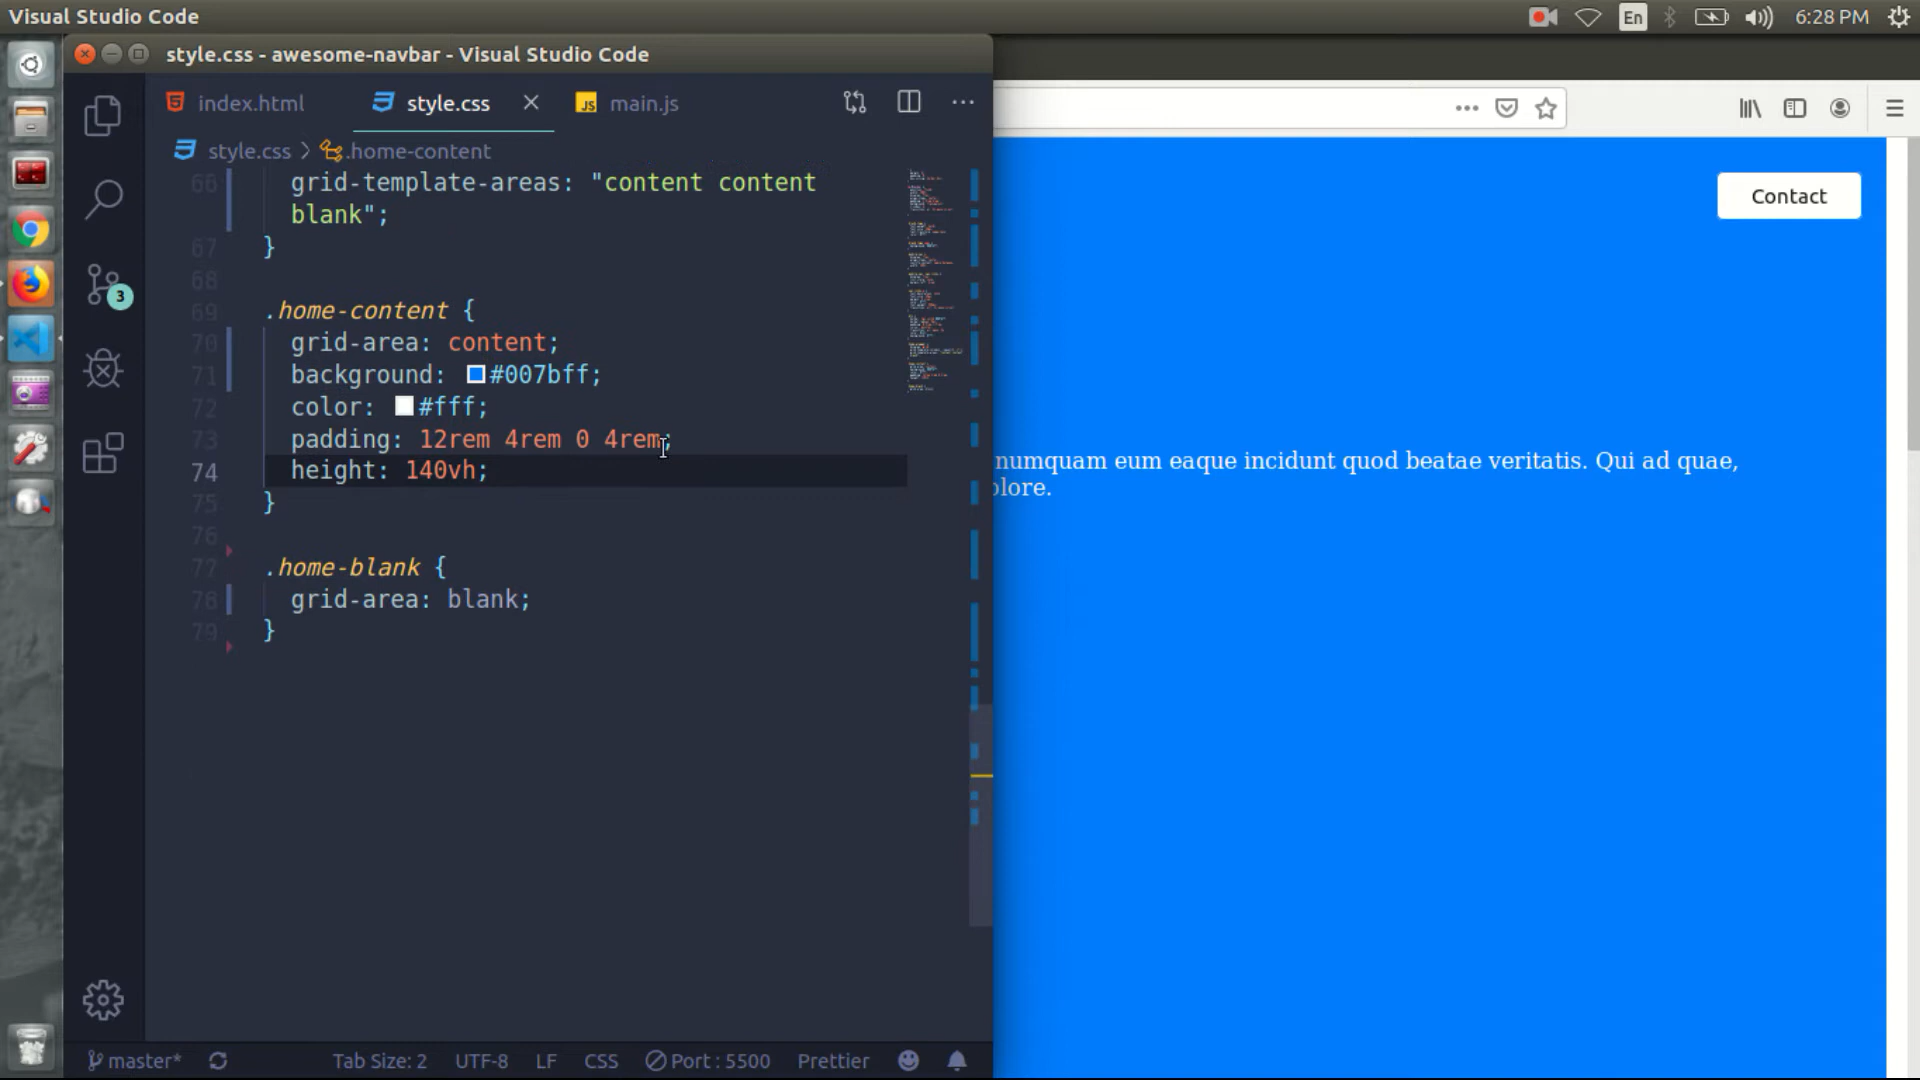 Visual Studio Code
En
6:28 PM
style.css - awesome-navbar - Visual Studio Code
index.html
style.css
JS main.js
style.css > .home-content
66 grid-template-areas: "content content
blank";
67 }
68
69 .home-content {
70 grid-area: content;
71 background: #007bff;
72 color: #fff;
73 padding: 12rem 4rem 0 4rem;
74 height: 140vh;
75 }
76
77 .home-blank {
78 grid-area: blank;
79 }
3
Contact
numquam eum eaque incidunt quod beatae veritatis. Qui ad quae,
olore.
master*
Tab Size: 2
UTF-8
LF
CSS
Port : 5500
Prettier